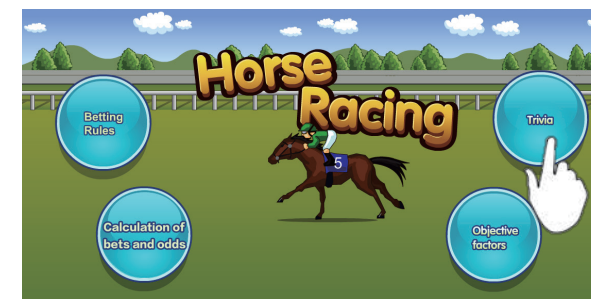 Horse
Racing
Betting
Rules
Trivia
5
Calculation of
bets and odds
Objective
factors